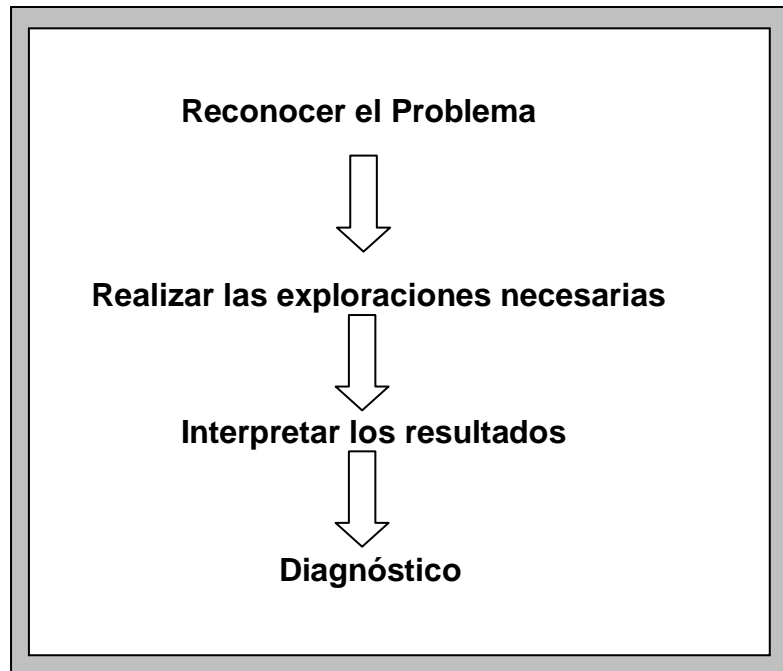 Reconocer el Problema
Realizar las exploraciones necesarias
Interpretar los resultados
Diagnóstico